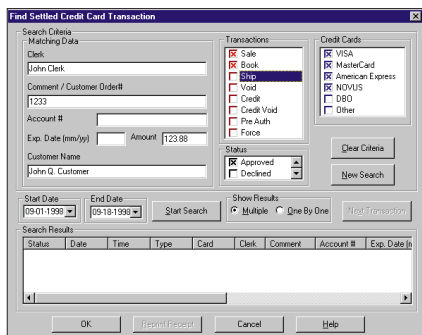 Find Settled Credit Card Transaction
Search Criteria
Matching Data
Clerk
John Clerk
Comment / Customer Order#
1233
Account #
Exp. Date (mm/yy)
Amount
123.88
Customer Name
John Q. Customer
Transactions
Sale
Book
Ship
Void
Credit
Credit Void
Pre Auth
Force
Status
Approved
Declined
Credit Cards
VISA
MasterCard
American Express
NOVUS
DBO
Other
Clear Criteria
New Search
Start Date
09-01-1998
End Date
09-18-1998
Start Search
Show Results
Multiple
One By One
Next Transaction
Search Results
Status Date Time Type Card Clerk Comment Account # Exp. Date (m
OK Reprint Receipt Cancel Help